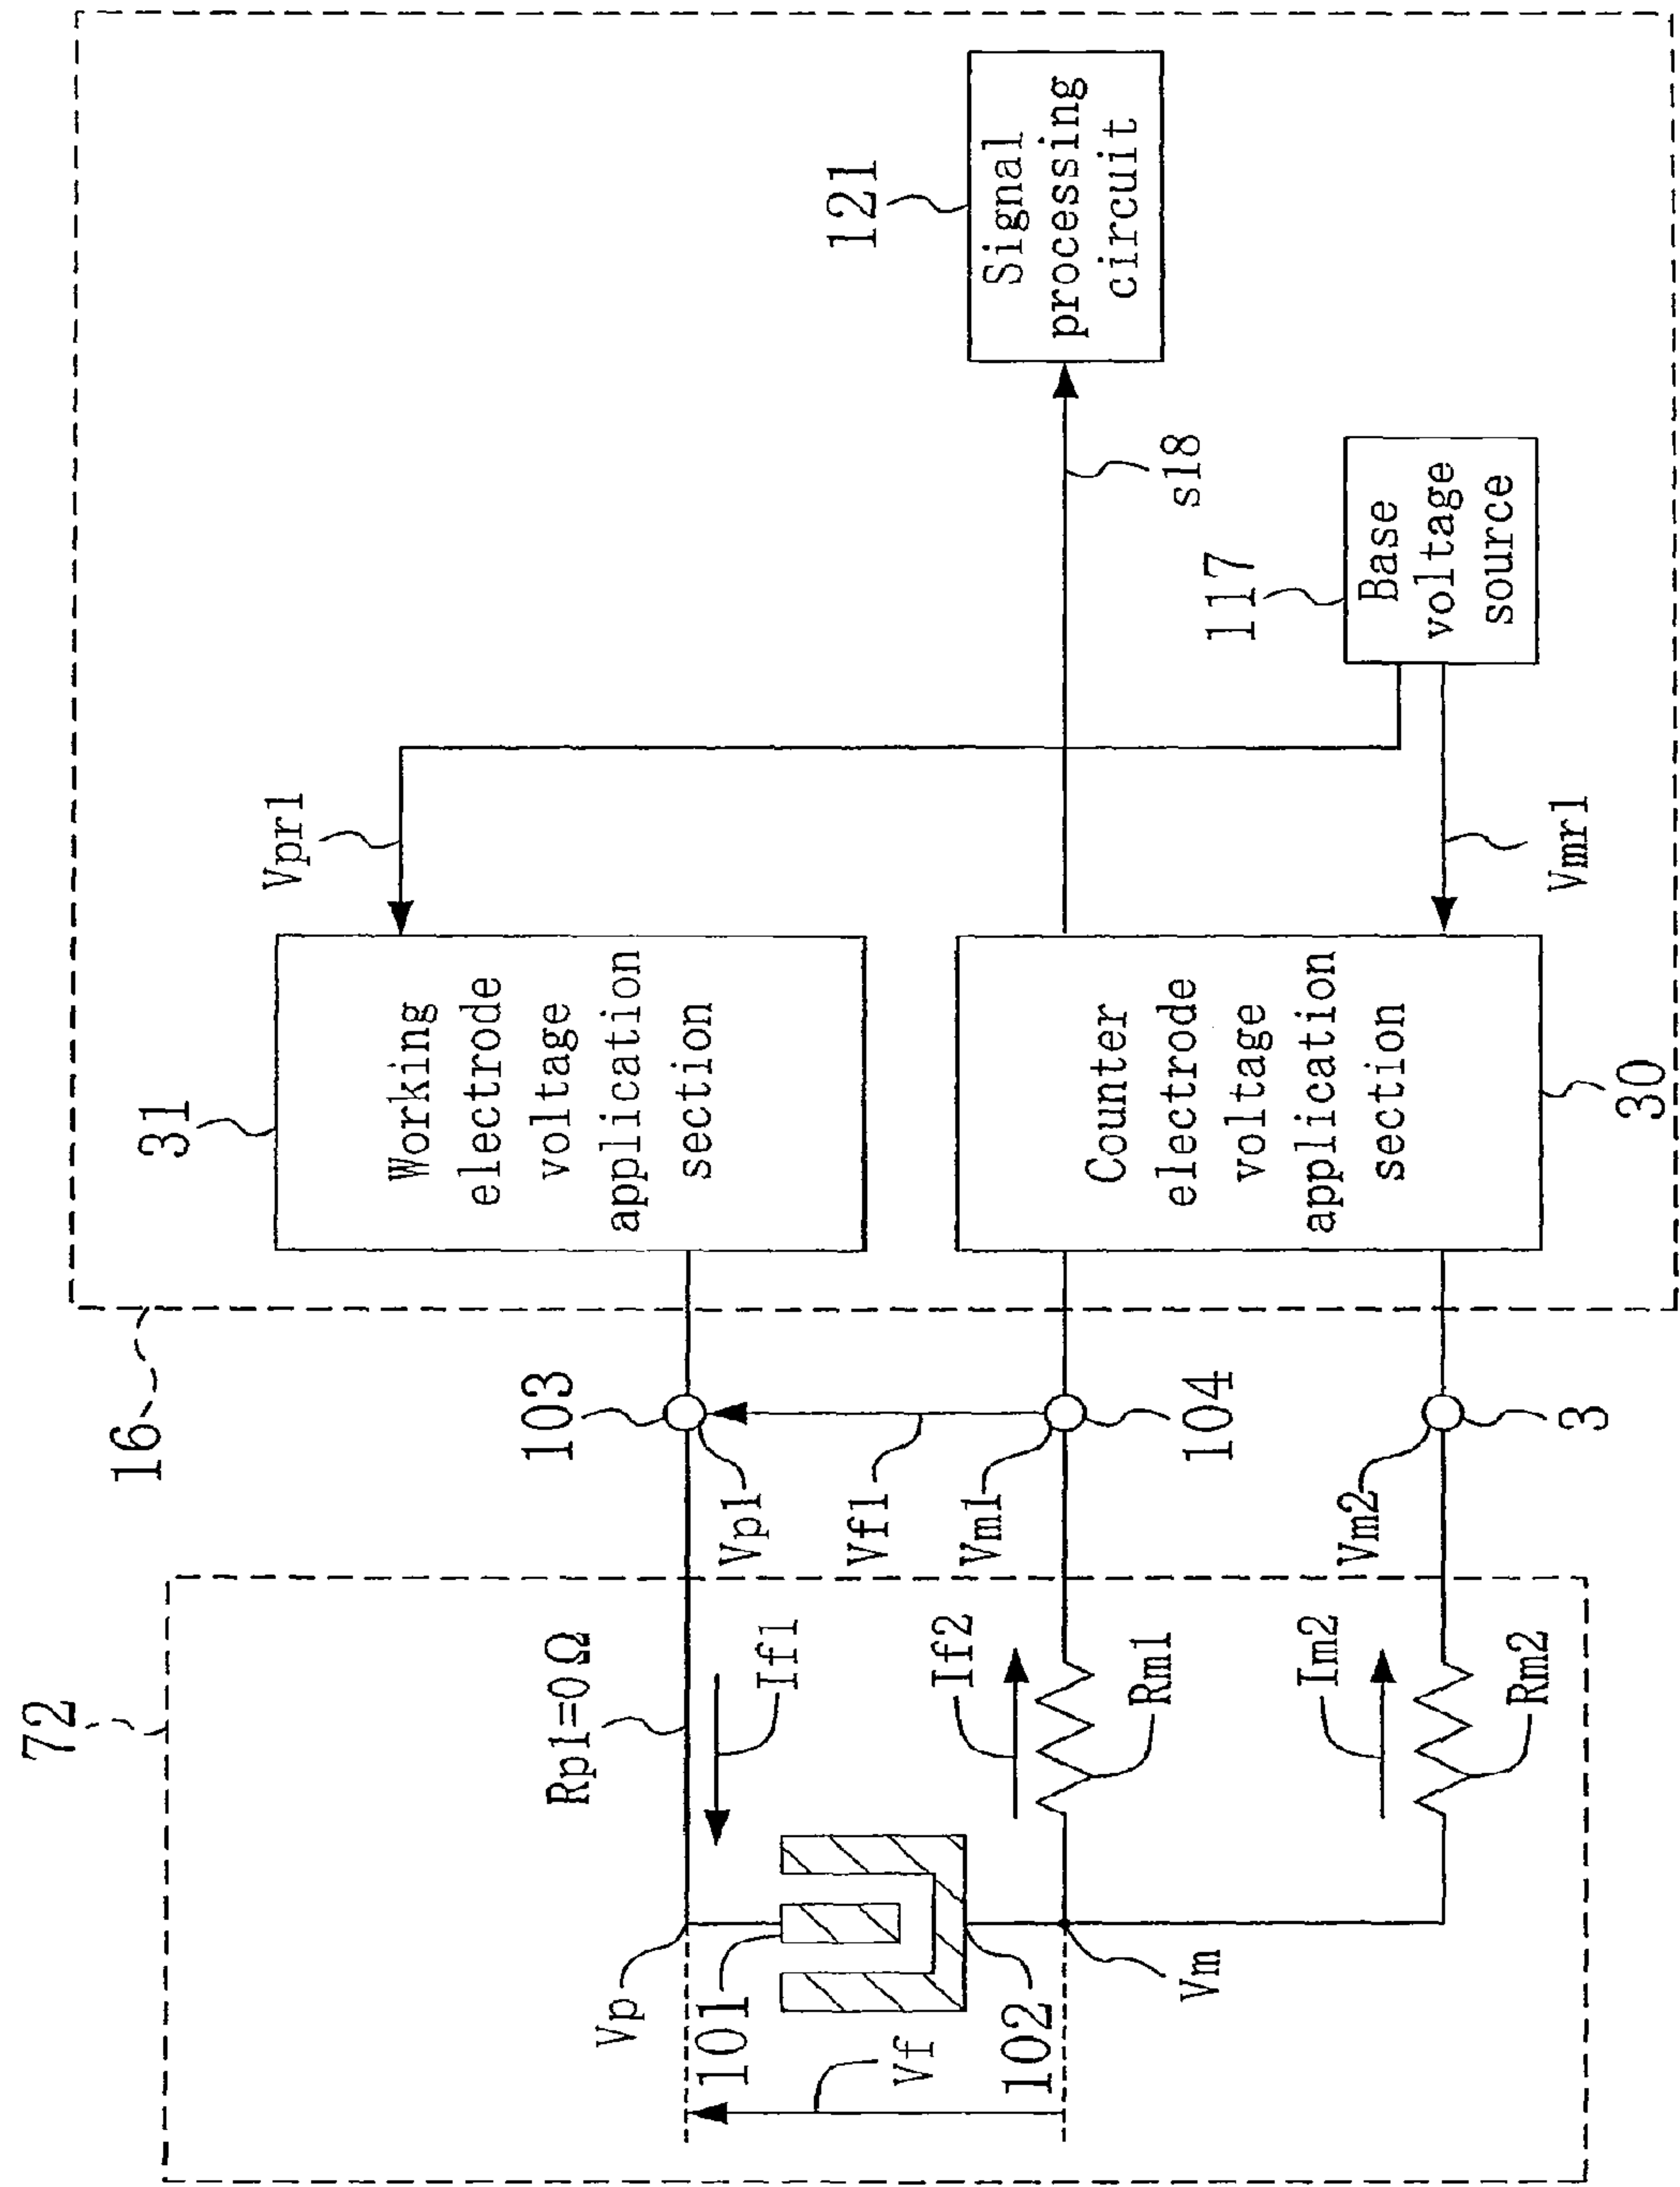 72
Rp1=0Ω
If1
Vp
101
Vf
102
Vm
If2
Rm1
Im2
Rm2
16
103
Vp1
Vf1
Vm1
104
Vm2
3
31
Working
electrode
voltage
application
section
Vpr1
Counter
electrode
voltage
application
section
30
Vmr1
s18
117
Base
voltage
source
121
Signal
processing
circuit